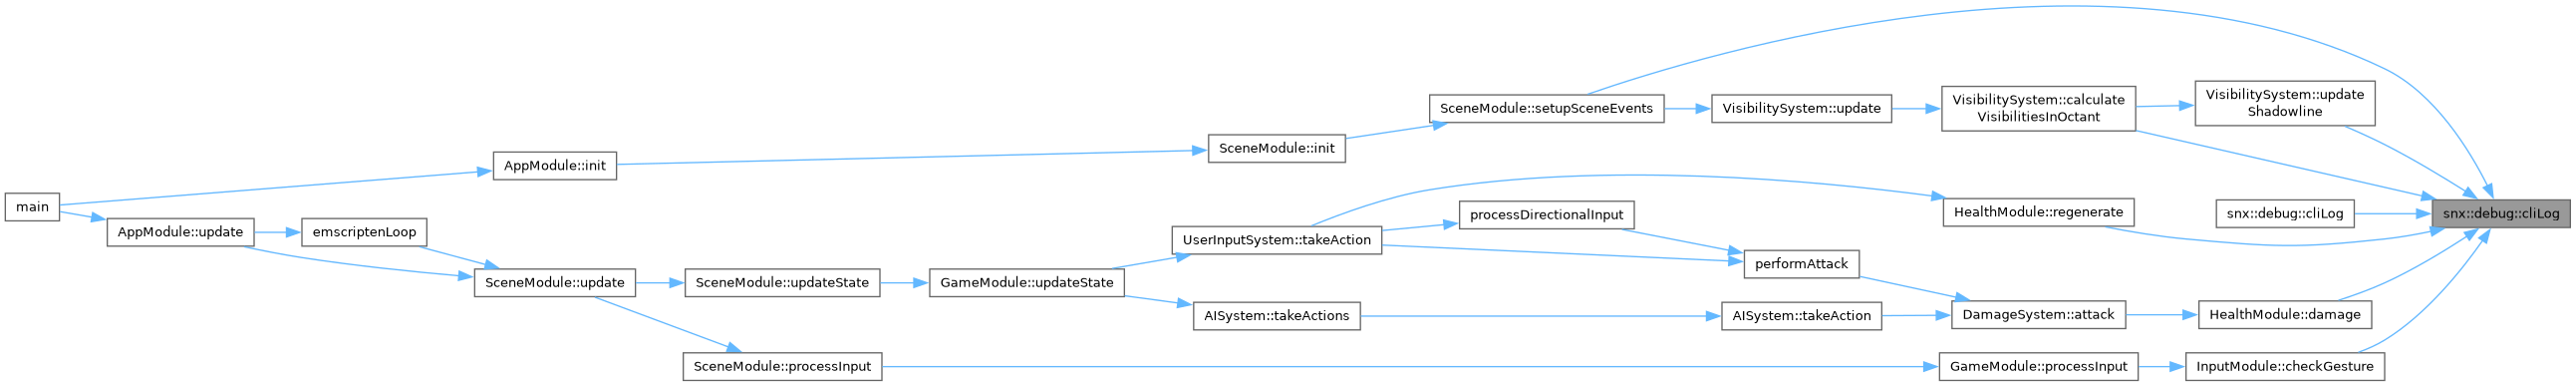 main
AppModule::init
AppModule::update
emscriptenLoop
SceneModule::update
SceneModule::updateState
SceneModule::processInput
GameModule::updateState
SceneModule::init
UserInputSystem::takeAction
AISystem::takeActions
SceneModule::setupSceneEvents
processDirectionalInput
VisibilitySystem::update
performAttack
AISystem::takeAction
VisibilitySystem::calculate
VisibilitiesInOctant
HealthModule::regenerate
DamageSystem::attack
GameModule::processInput
VisibilitySystem::update
Shadowline
snx::debug::cliLog
HealthModule::damage
InputModule::checkGesture
snx::debug::cliLog